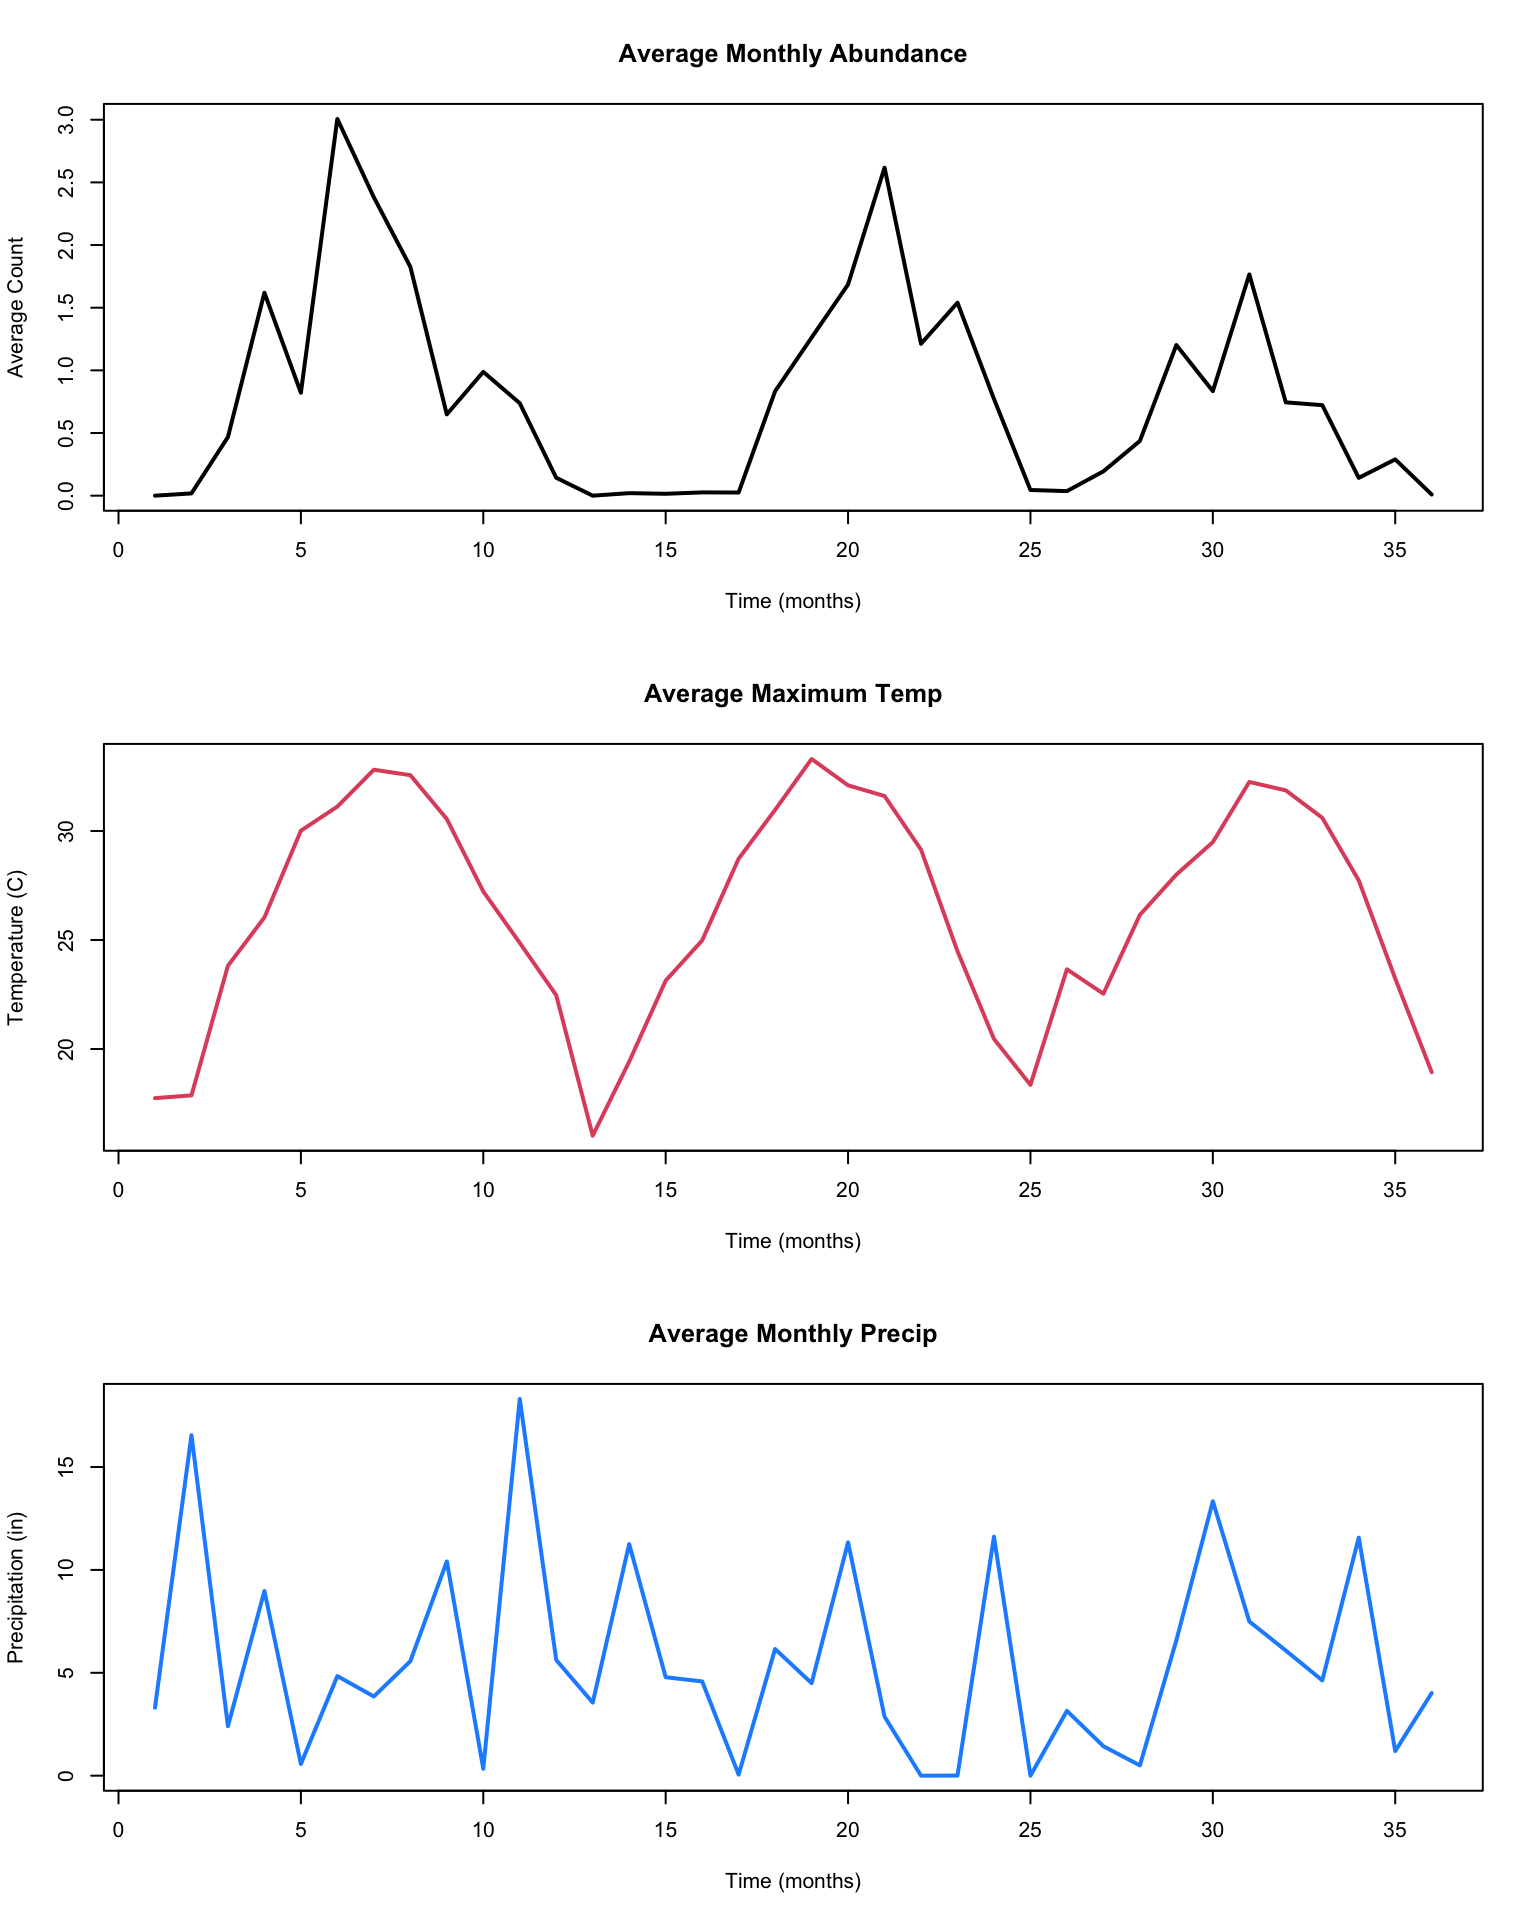 Average Monthly Abundance
Average Count
0.0 0.5 1.0 1.5 2.0 2.5 3.0
0 5 10 15 20 25 30 35
Time (months)
Average Maximum Temp
Temperature (C)
20 25 30
0 5 10 15 20 25 30 35
Time (months)
Average Monthly Precip
Precipitation (in)
0 5 10 15
0 5 10 15 20 25 30 35
Time (months)